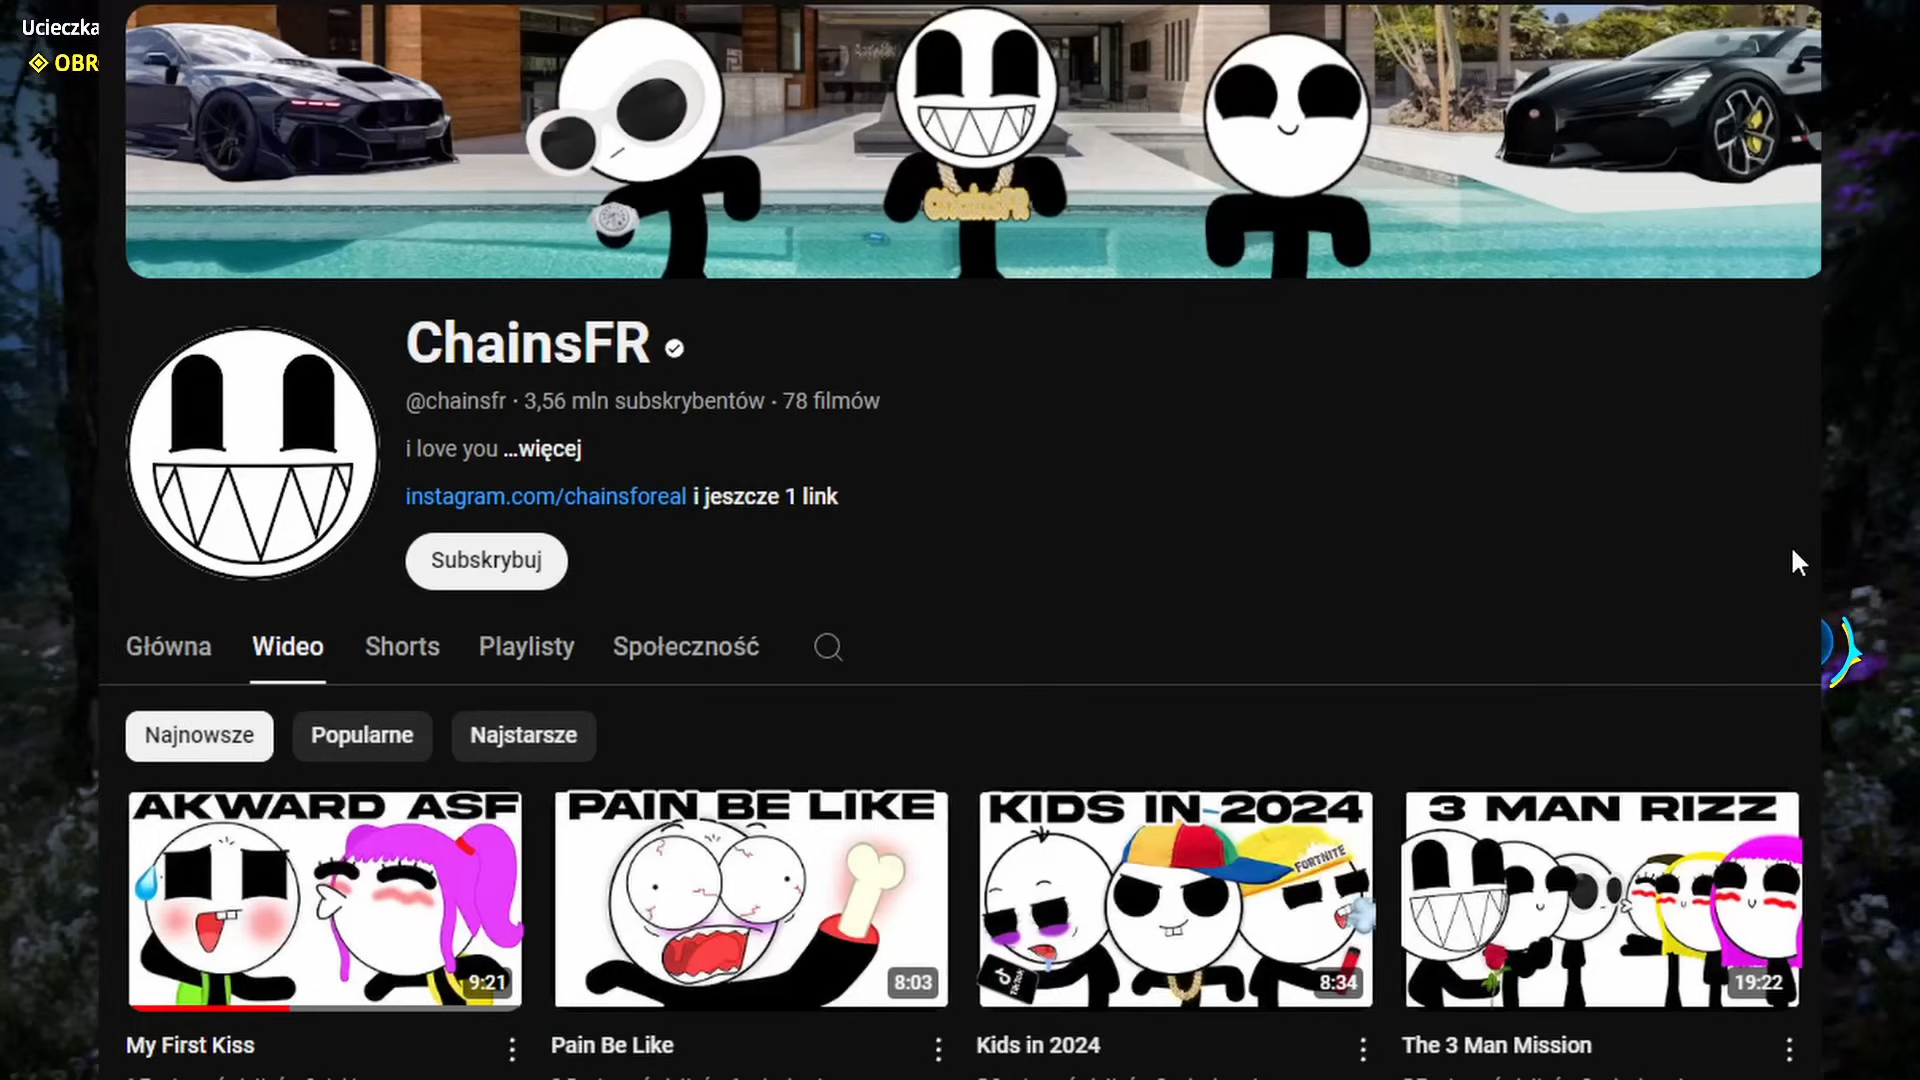 Ucieczka
OBR
chainsFR
ChainsFR
@chainsfr · 3,56 mln subskrybentów · 78 filmów
i love you ...więcej
instagram.com/chainsforeal i jeszcze 1 link
Subskrybuj
Główna Wideo Shorts Playlisty Społeczność
Najnowsze Popularne Najstarsze
AKWARD ASF PAIN BE LIKE KIDS IN 2024 3 MAN RIZZ
FORTNITE
TikTok
9:21 8:03 8:34 19:22
My First Kiss Pain Be Like Kids in 2024 The 3 Man Mission